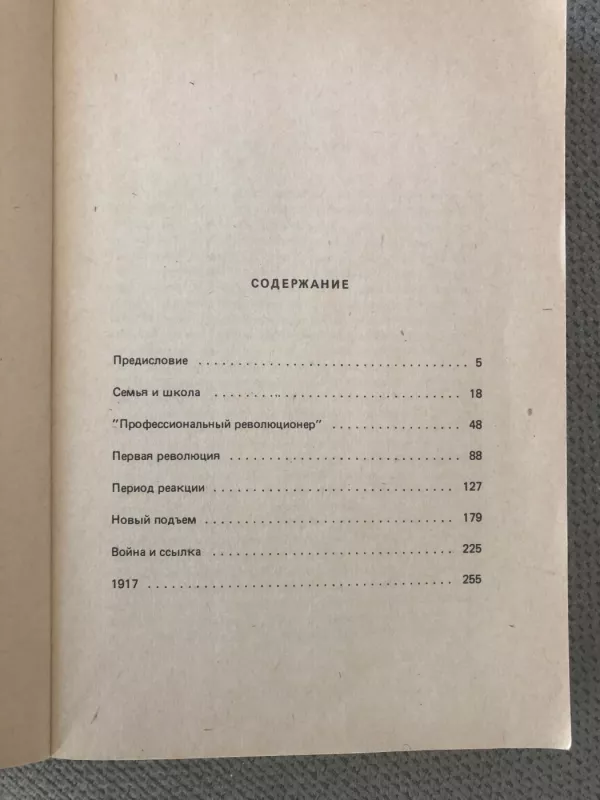 СОДЕРЖАНИЕ
Предисловие . . . . . . . . . . . . . . . . . . . . . . . . . . . . . . . . . . . 5
Семья и школа . . . . . . . . . . . . . . . . . . . . . . . . . . . . . . . . 18
"Профессиональный революционер" . . . . . . . . . . . . . . . . . 48
Первая революция . . . . . . . . . . . . . . . . . . . . . . . . . . . . . . 88
Период реакции . . . . . . . . . . . . . . . . . . . . . . . . . . . . . . . . 127
Новый подъем . . . . . . . . . . . . . . . . . . . . . . . . . . . . . . . . . 179
Война и ссылка . . . . . . . . . . . . . . . . . . . . . . . . . . . . . . . . 225
1917 . . . . . . . . . . . . . . . . . . . . . . . . . . . . . . . . . . . . . . . . 255